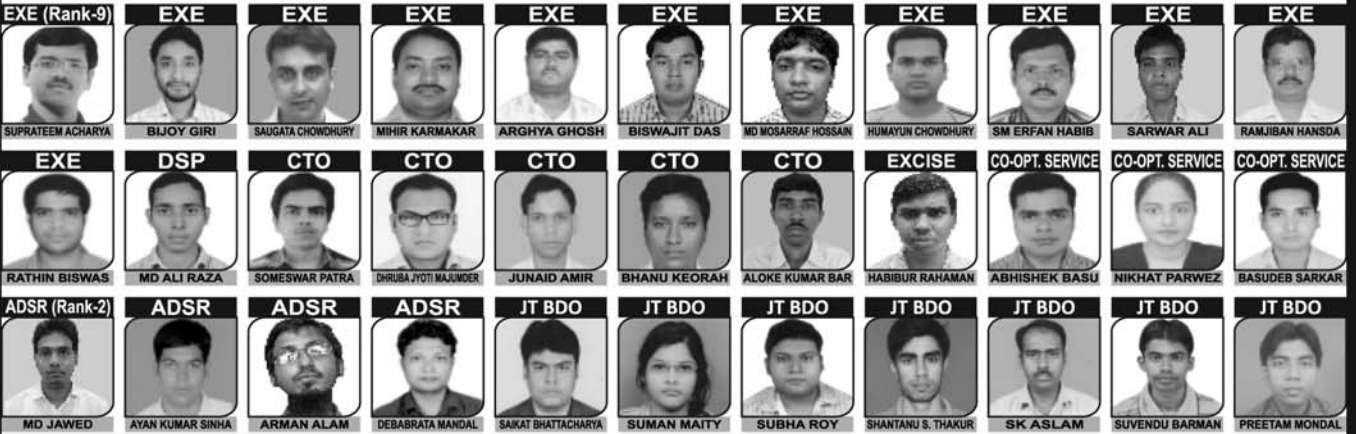 EXE (Rank-9) EXE EXE EXE EXE EXE EXE EXE EXE EXE EXE
SUPRATEEM ACHARYA BIJOY GIRI SAUGATA CHOWDHURY MIHIR KARMAKAR ARGHYA GHOSH BISWAJIT DAS MD MOSARRAF HOSSAIN HUMAYUN CHOWDHURY SM ERFAN HABIB SARWAR ALI RAMJIBAN HANSDA
EXE DSP CTO CTO CTO CTO CTO EXCISE CO-OPT. SERVICE CO-OPT. SERVICE CO-OPT. SERVICE
RATHIN BISWAS MD ALI RAZA SOMESWAR PATRA DHRUBA JYOTI MAJUMDER JUNAID AMIR BHANU KEORAH ALOKE KUMAR BAR HABIBUR RAHAMAN ABHISHEK BASU NIKHAT PARWEZ BASUDEB SARKAR
ADSR (Rank-2) ADSR ADSR ADSR JT BDO JT BDO JT BDO JT BDO JT BDO JT BDO JT BDO
MD JAWED AYAN KUMAR SINHA ARMAN ALAM DEBABRATA MANDAL SAIKAT BHATTACHARYA SUMAN MAITY SUBHA ROY SHANTANU S. THAKUR SK ASLAM SUVENDU BARMAN PREETAM MONDAL